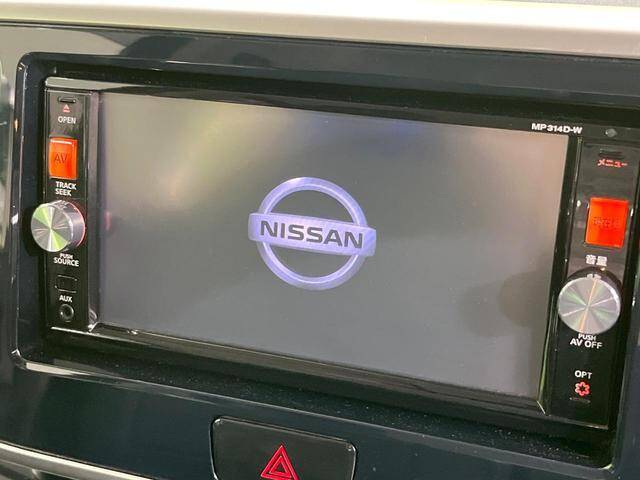 MP314D-W
OPEN
AV
TRACK
SEEK
PUSH
SOURCE
AUX
NISSAN
メニュー
音量
PUSH
AV OFF
OPT